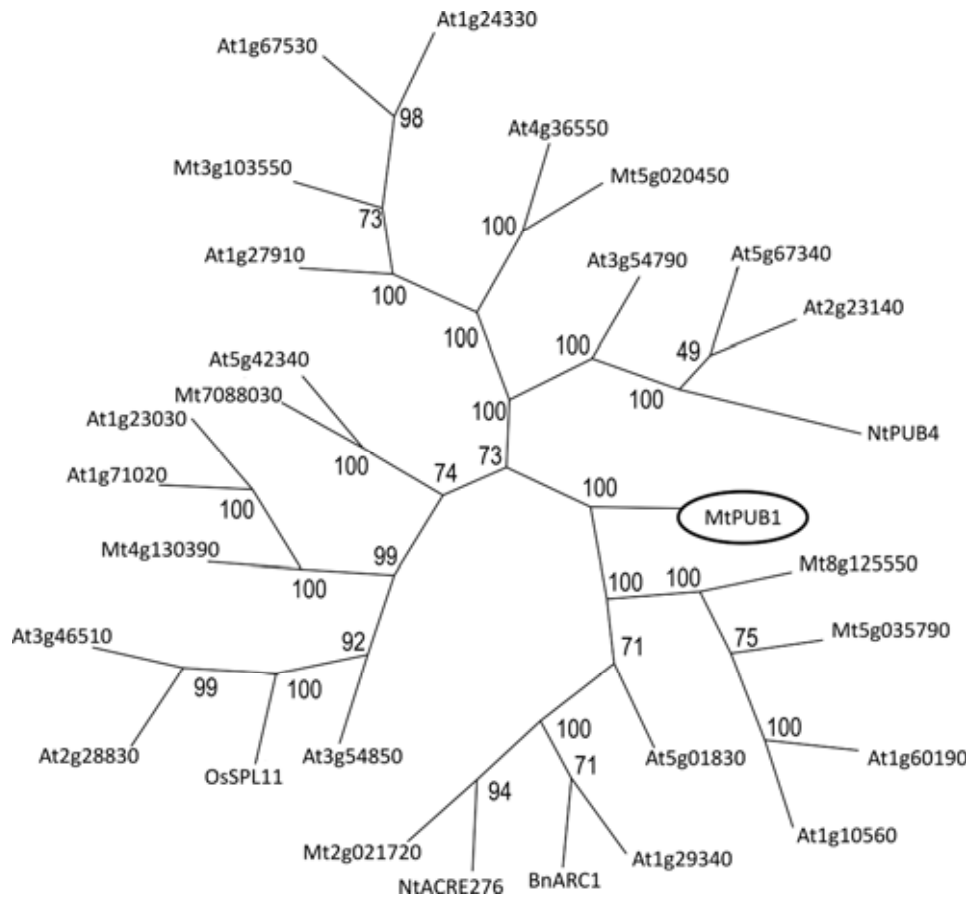 At1g24330
At1g67530
98
At4g36550
Mt3g103550
Mt5g020450
73
100
At1g27910
At3g54790
At5g67340
100
At2g23140
100
100
49
At5g42340
Mt7088030
100
100
At1g23030
NtPUB4
100
74
73
At1g71020
100
100
MtPUB1
Mt4g130390
99
Mt8g125550
100
100
100
At3g46510
92
71
75
Mt5g035790
99
100
At2g28830
OsSPL11
At3g54850
100
At5g01830
100
At1g60190
71
94
At1g10560
Mt2g021720
At1g29340
NtACRE276
BnARC1